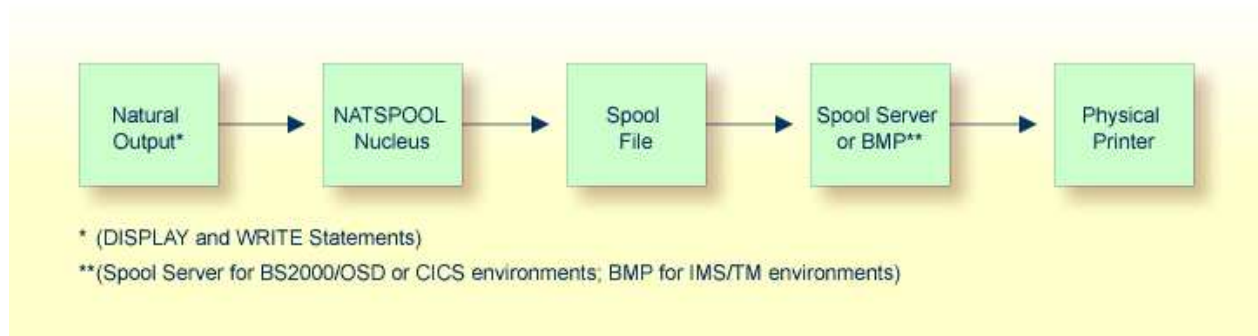 Natural
Output*
NATSPOOL
Nucleus
Spool
File
Spool Server
or BMP**
Physical
Printer
* (DISPLAY and WRITE Statements)
**(Spool Server for BS2000/OSD or CICS environments; BMP for IMS/TM environments)